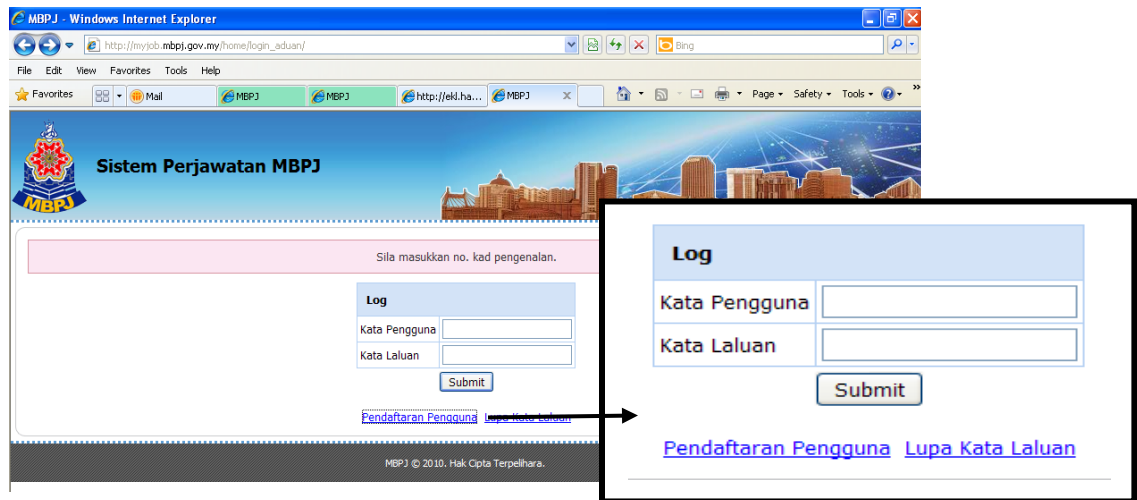 MBPJ - Windows Internet Explorer
http://myjob.mbpj.gov.my/home/login_aduan/
Bing
File Edit View Favorites Tools Help
Favorites Mail MBPJ MBPJ http://ekl.ha... MBPJ X Page Safety Tools »
MBPJ
Sistem Perjawatan MBPJ
Sila masukkan no. kad pengenalan.
Log
Kata Pengguna
Kata Laluan
Submit
Pendaftaran Pengguna Lupa Kata Laluan
MBPJ © 2010. Hak Cipta Terpelihara.
Log
Kata Pengguna
Kata Laluan
Submit
Pendaftaran Pengguna Lupa Kata Laluan